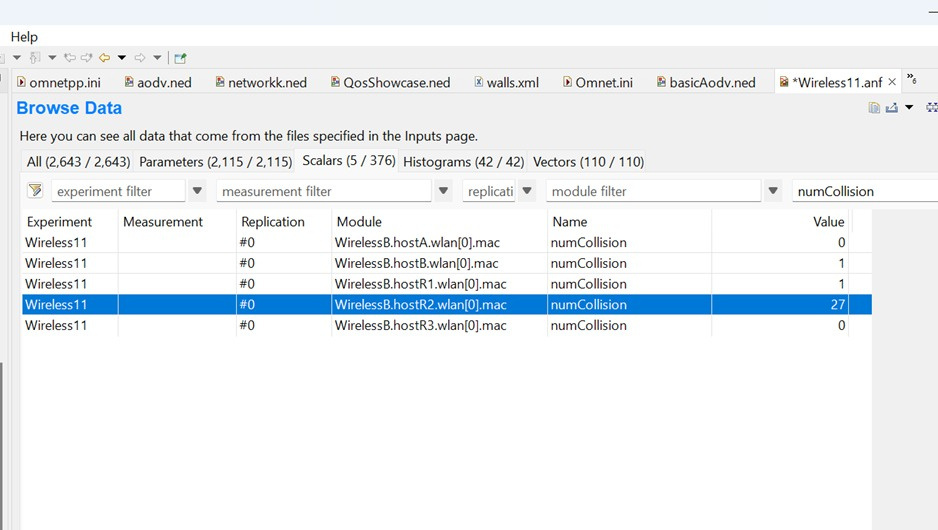 Help
omnetpp.ini aodv.ned networkk.ned QosShowcase.ned walls.xml Omnet.ini basicAodv.ned *Wireless11.anf × »6
Browse Data
Here you can see all data that come from the files specified in the Inputs page.
All (2,643 / 2,643) Parameters (2,115 / 2,115) Scalars (5 / 376) Histograms (42 / 42) Vectors (110 / 110)
experiment filter measurement filter replicati module filter numCollision
Experiment Measurement Replication Module Name Value
Wireless11 #0 WirelessB.hostA.wlan[0].mac numCollision 0
Wireless11 #0 WirelessB.hostB.wlan[0].mac numCollision 1
Wireless11 #0 WirelessB.hostR1.wlan[0].mac numCollision 1
Wireless11 #0 WirelessB.hostR2.wlan[0].mac numCollision 27
Wireless11 #0 WirelessB.hostR3.wlan[0].mac numCollision 0